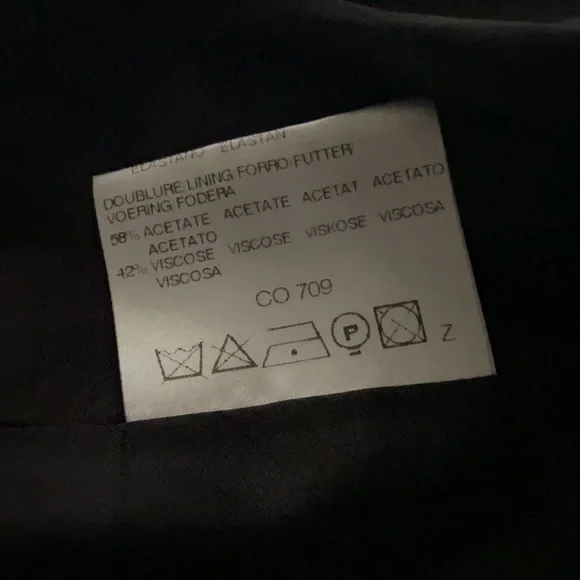 ELASTANO ELASTAN
DOUBLURE/LINING/FORRO/FUTTER/
VOERING/FODERA
58% ACETATE ACETATE ACETAT ACETATO
ACETATO
42% VISCOSE VISCOSE VISKOSE VISCOSA
VISCOSA
CO 709
P
Z